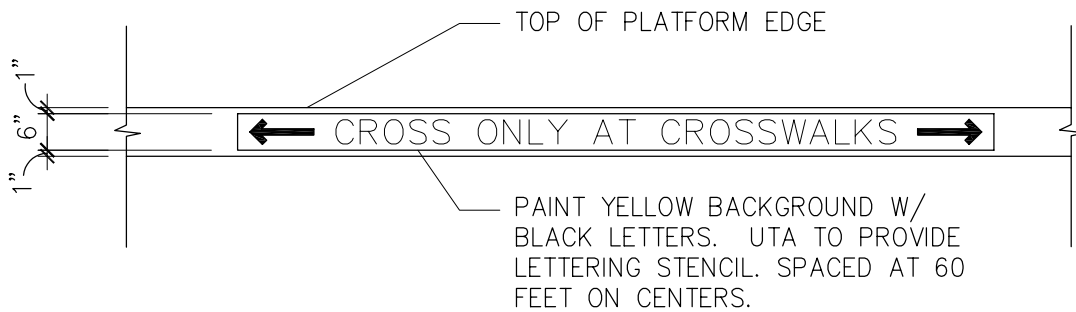 TOP OF PLATFORM EDGE
1"
6"
1"
CROSS ONLY AT CROSSWALKS
PAINT YELLOW BACKGROUND W/
BLACK LETTERS. UTA TO PROVIDE
LETTERING STENCIL. SPACED AT 60
FEET ON CENTERS.